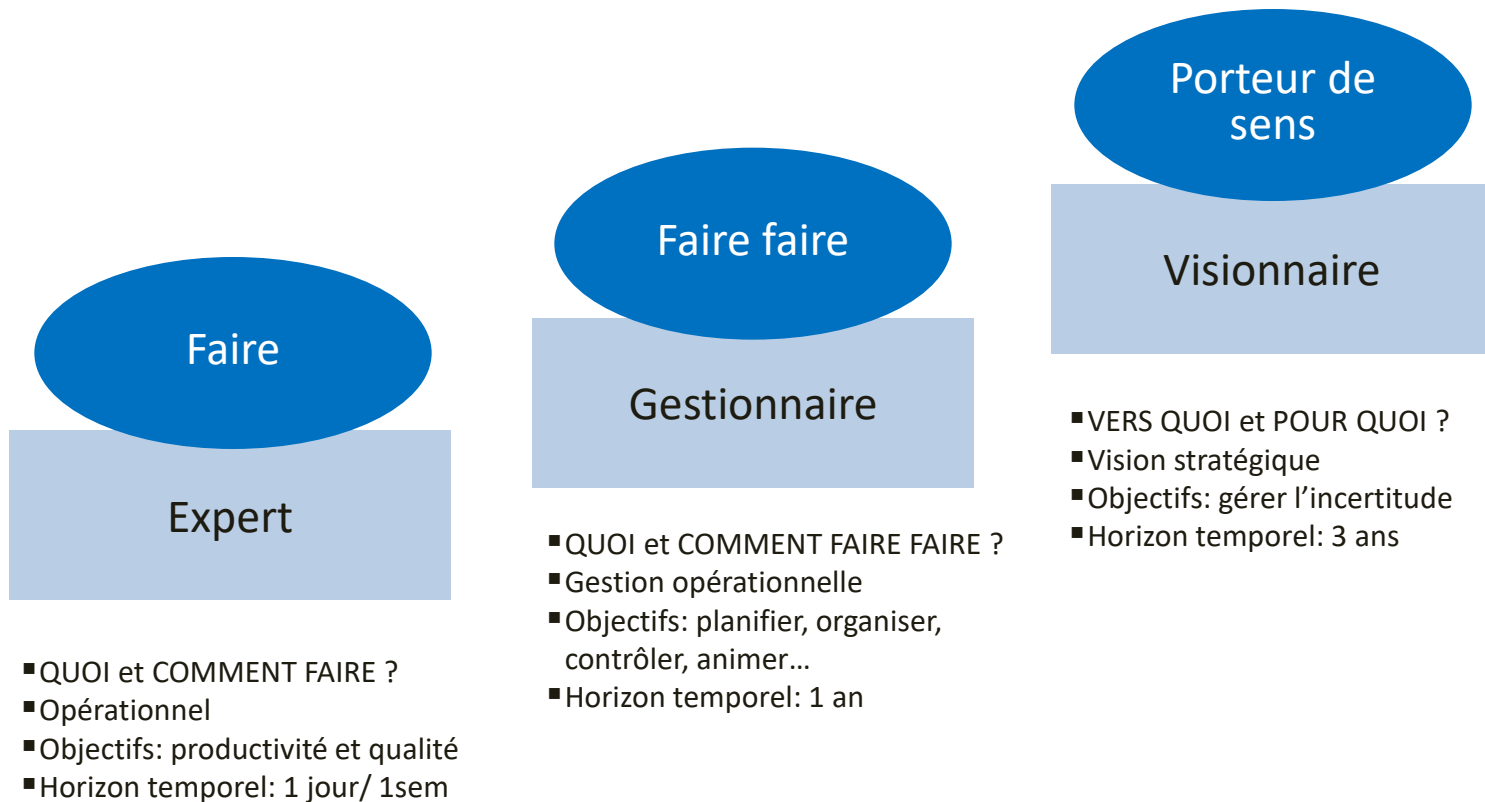 Faire
Expert
▪QUOI et COMMENT FAIRE ?
▪Opérationnel
▪Objectifs: productivité et qualité
▪Horizon temporel: 1 jour/ 1sem
Faire faire
Gestionnaire
▪QUOI et COMMENT FAIRE FAIRE ?
▪Gestion opérationnelle
▪Objectifs: planifier, organiser,
contrôler, animer…
▪Horizon temporel: 1 an
Porteur de
sens
Visionnaire
▪VERS QUOI et POUR QUOI ?
▪Vision stratégique
▪Objectifs: gérer l’incertitude
▪Horizon temporel: 3 ans